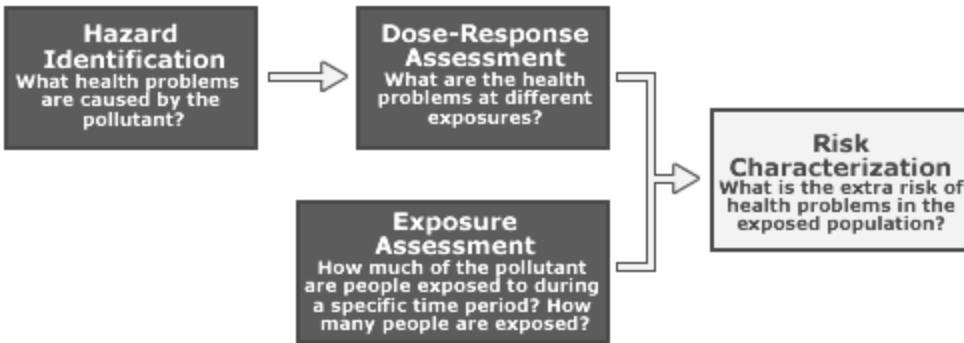 Hazard
Identification
What health problems
are caused by the
pollutant?
Dose-Response
Assessment
What are the health
problems at different
exposures?
Exposure
Assessment
How much of the pollutant
are people exposed to during
a specific time period? How
many people are exposed?
Risk
Characterization
What is the extra risk of
health problems in the
exposed population?